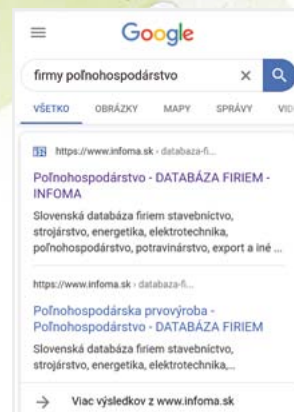 Google
firmy poľnohospodárstvo
VŠETKO OBRÁZKY MAPY SPRÁVY VID
https://www.infoma.sk › databaza-fi...
Poľnohospodárstvo - DATABÁZA FIRIEM -
INFOMA
Slovenská databáza firiem stavebníctvo,
strojárstvo, energetika, elektrotechnika,
poľnohospodárstvo, potravinárstvo, export a iné ...
https://www.infoma.sk › databaza-fi...
Poľnohospodárska prvovýroba -
Poľnohospodárstvo - DATABÁZA FIRIEM
Slovenská databáza firiem stavebníctvo,
strojárstvo, energetika, elektrotechnika,...
Viac výsledkov z www.infoma.sk